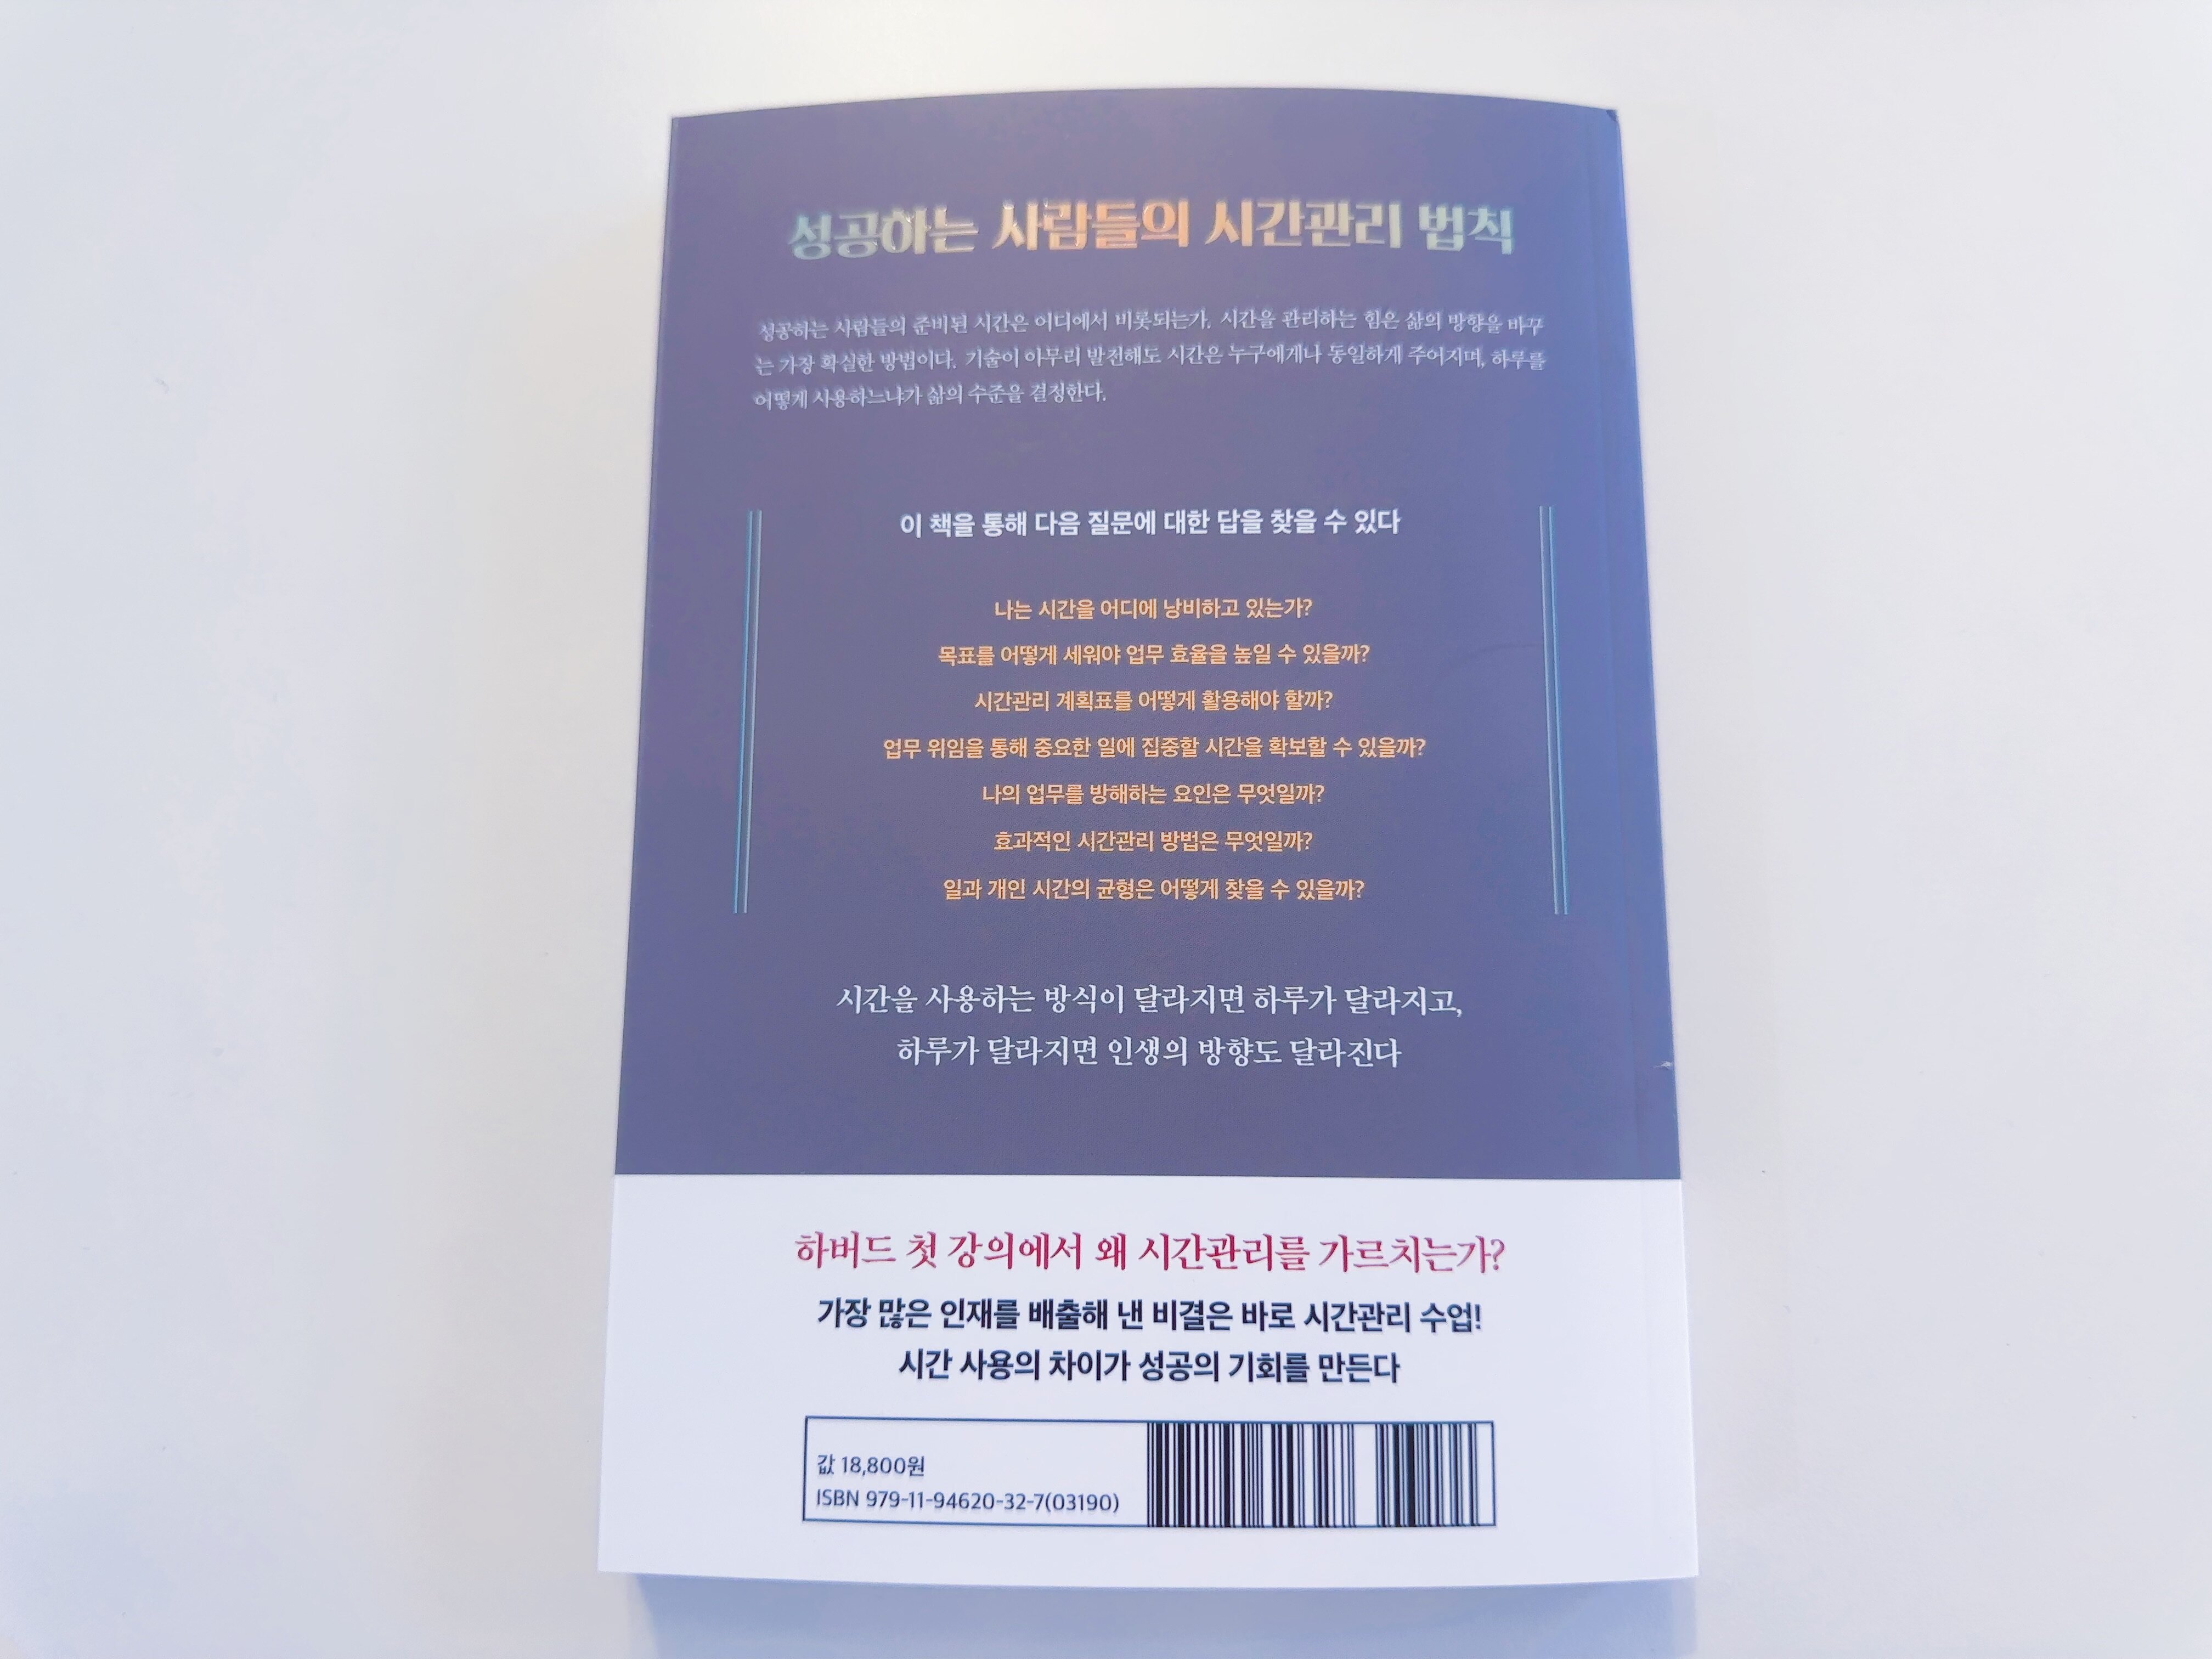 성공하는 사람들의 시간관리 법칙
성공하는 사람들의 준비된 시간은 어디에서 비롯되는가. 시간을 관리하는 힘은 삶의 방향을 바꾸
는 가장 확실한 방법이다. 기술이 아무리 발전해도 시간은 누구에게나 동일하게 주어지며, 하루를
어떻게 사용하느냐가 삶의 수준을 결정한다.
이 책을 통해 다음 질문에 대한 답을 찾을 수 있다
나는 시간을 어디에 낭비하고 있는가?
목표를 어떻게 세워야 업무 효율을 높일 수 있을까?
시간관리 계획표를 어떻게 활용해야 할까?
업무 위임을 통해 중요한 일에 집중할 시간을 확보할 수 있을까?
나의 업무를 방해하는 요인은 무엇일까?
효과적인 시간관리 방법은 무엇일까?
일과 개인 시간의 균형은 어떻게 찾을 수 있을까?
시간을 사용하는 방식이 달라지면 하루가 달라지고,
하루가 달라지면 인생의 방향도 달라진다
하버드 첫 강의에서 왜 시간관리를 가르치는가?
가장 많은 인재를 배출해 낸 비결은 바로 시간관리 수업!
시간 사용의 차이가 성공의 기회를 만든다
값 18,800원
ISBN 979-11-94620-32-7(03190)